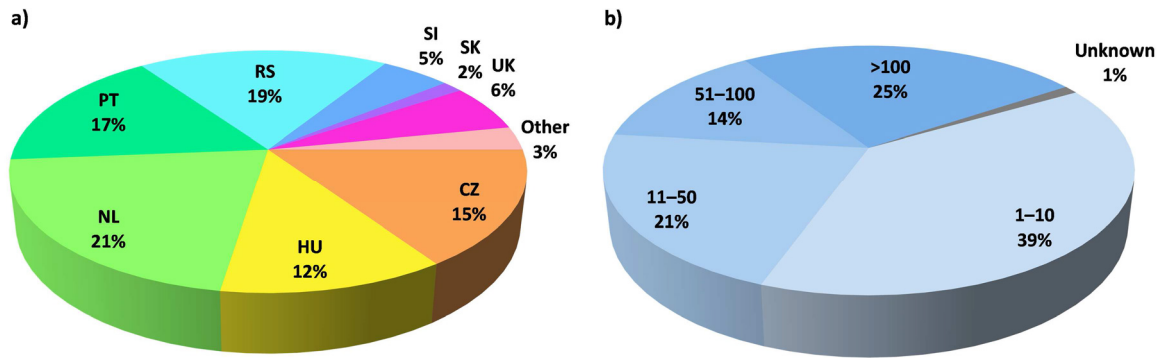 a)
RS
19%
SI
5%
SK
2%
UK
6%
Other
3%
PT
17%
NL
21%
HU
12%
CZ
15%
b)
>100
25%
Unknown
1%
51–100
14%
11–50
21%
1–10
39%